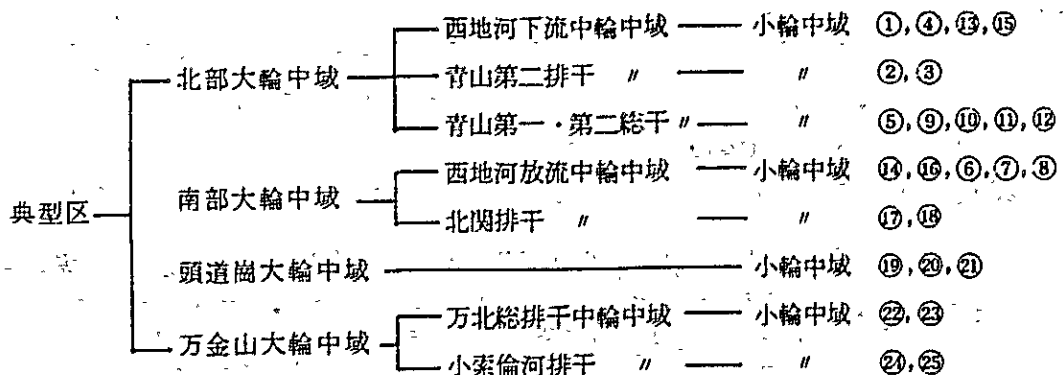 西地河下流中輪中域 小輪中域 ①,④,⑬,⑮
北部大輪中域 青山第二排干 〃 〃 ②,③
青山第一・第二総干〃 〃 ⑤,⑨,⑩,⑪,⑫
西地河放流中輪中域 小輪中域 ⑭,⑯,⑥,⑦,⑧
南部大輪中域
典型区
北関排干 〃 〃 ⑰,⑱
頭道崗大輪中域 小輪中域 ⑲,⑳,㉑
万北総排干中輪中域 小輪中域 ㉒,㉓
万金山大輪中域
小索倫河排干 〃 〃 ㉔,㉕